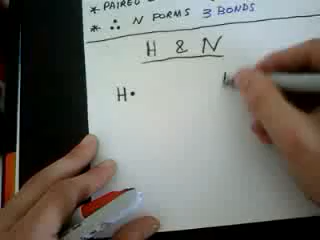 * PAIRED
* ∴ N FORMS 3 BONDS
H & N
H•